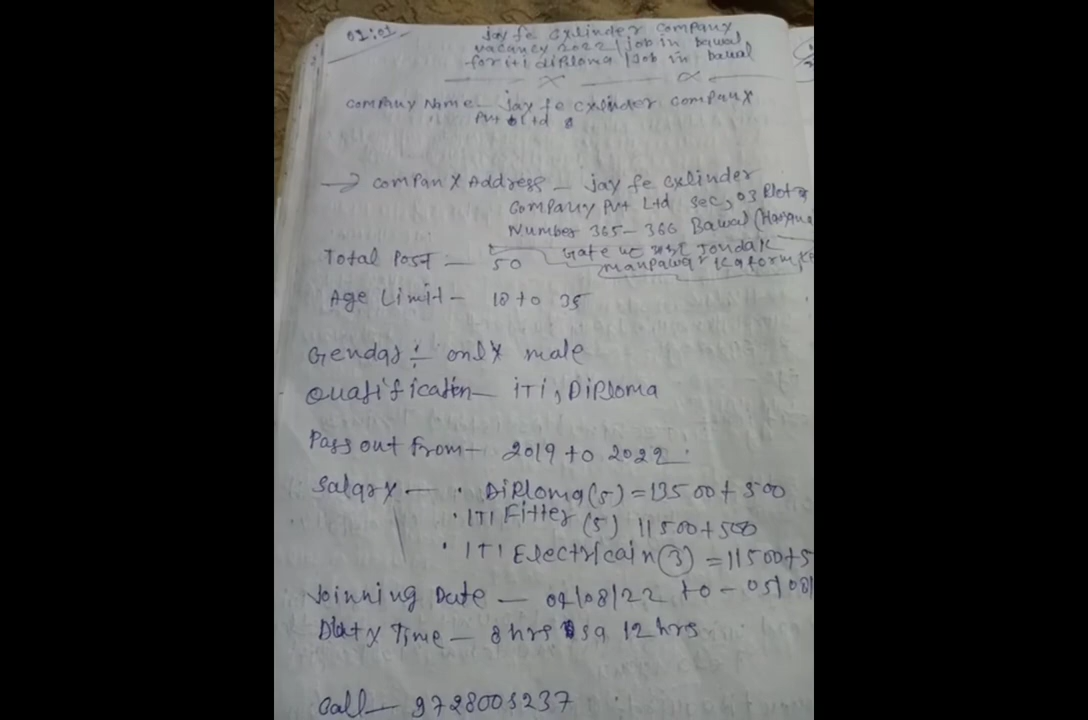 01:01
Jay fe cylinder company
vacancy 2022 | Job in bawal
for iti diploma | Job in bawal
Company Name - Jay fe cylinder company
Pvt Ltd
→ Company Address - Jay fe cylinder
Company Pvt Ltd sec, 03 Plot
Number 365-366 Bawal (Haryana
Gate
Total Post - 50
Age Limit - 18 to 35
Gendar :- only male
Qualification - iTi, Diploma
Pass out from - 2019 to 2022
Salary - • Diploma (5) = 13500 + 500
• ITI Fitter (5) 11500 + 500
• ITI Electricain (3) = 11500 + 5
Joinning Date - 04/08/22 to - 05/08/
Duty Time - 8 hrs 12 hrs
Call - 9728003237